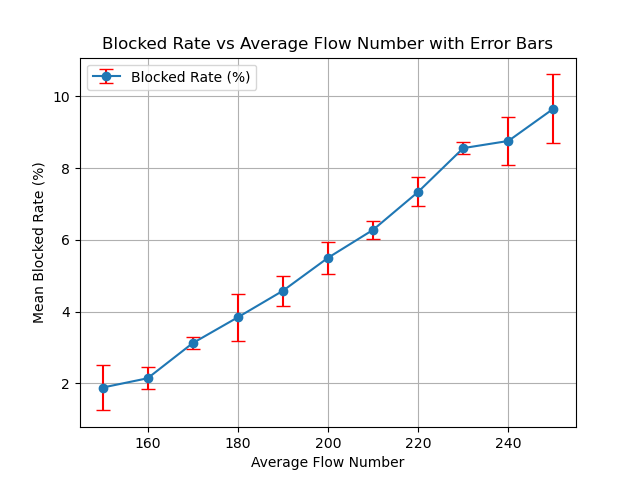 Blocked Rate vs Average Flow Number with Error Bars
Blocked Rate (%)
10
8
6
4
2
Mean Blocked Rate (%)
160 180 200 220 240
Average Flow Number